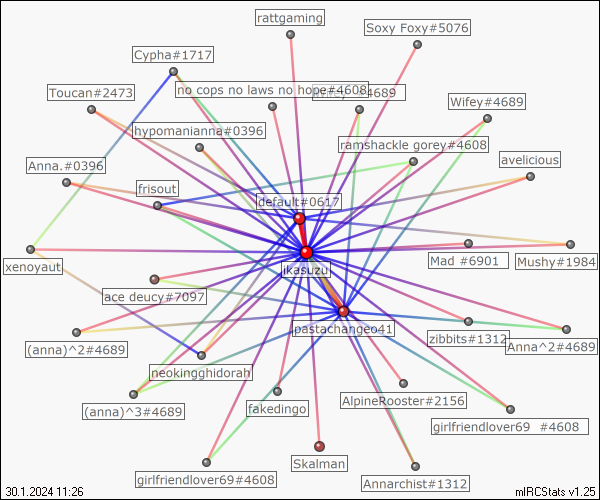 rattgaming
Soxy Foxy#5076
Cypha#1717
Toucan#2473
no cops no laws no hope#4608
#4689
Wifey#4689
hypomanianna#0396
ramshackle gorey#4608
Anna.#0396
avelicious
frisout
default#0617
xenoyaut
ikasuzu
Mad #6901
Mushy#1984
ace deucy#7097
pastachangeo41
zibbits#1312
(anna)^2#4689
Anna^2#4689
neokingghidorah
(anna)^3#4689
fakedingo
AlpineRooster#2156
girlfriendlover69 #4608
girlfriendlover69#4608
Skalman
Annarchist#1312
30.1.2024 11:26
mIRCStats v1.25